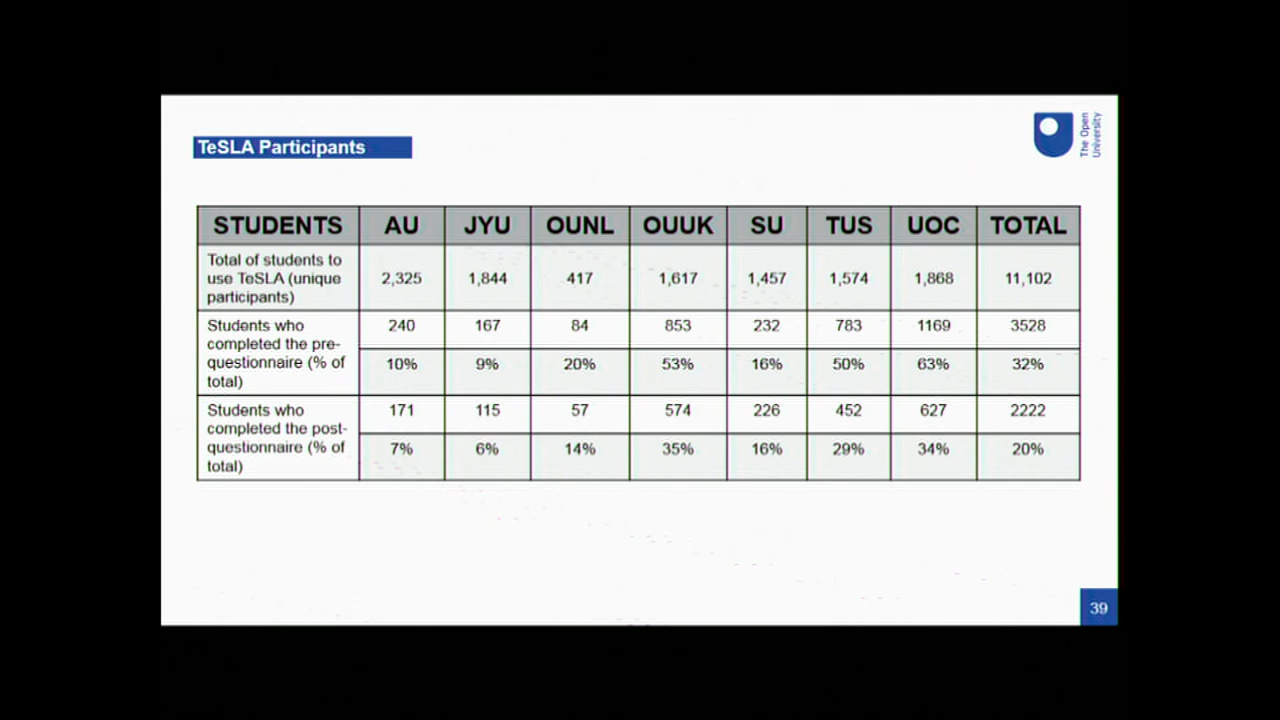 TeSLA Participants
The Open
University
STUDENTS AU JYU OUNL OUUK SU TUS UOC TOTAL
Total of students to
use TeSLA (unique
participants)
2,325 1,844 417 1,617 1,457 1,574 1,868 11,102
Students who
completed the pre-
questionnaire (% of
total)
240 167 84 853 232 783 1169 3528
10% 9% 20% 53% 16% 50% 63% 32%
Students who
completed the post-
questionnaire (% of
total)
171 115 57 574 226 452 627 2222
7% 6% 14% 35% 16% 29% 34% 20%
39